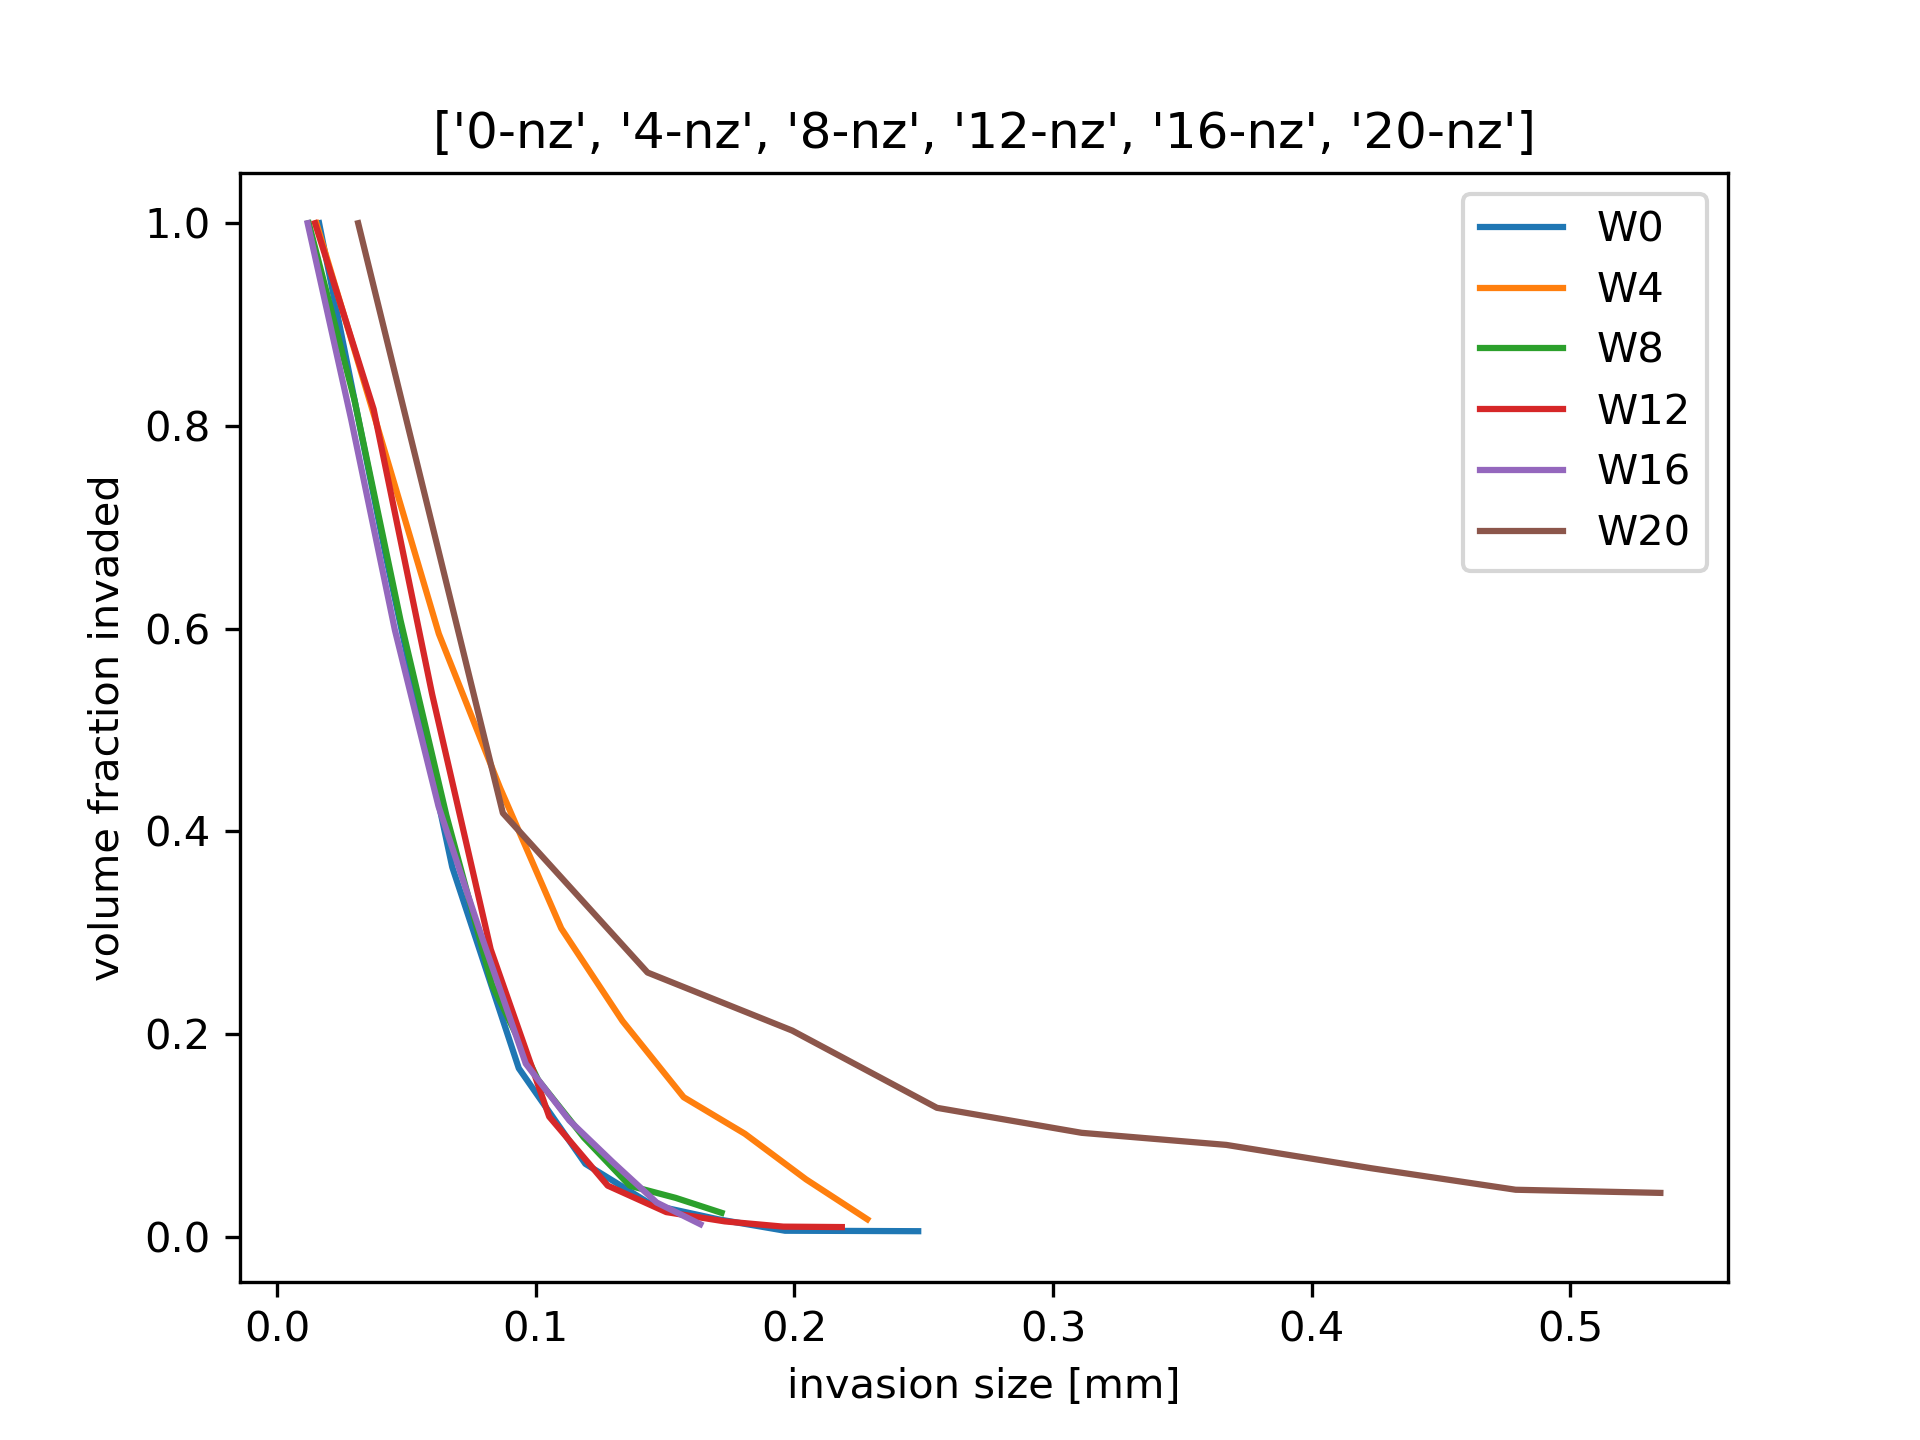 ['0-nz', '4-nz', '8-nz', '12-nz', '16-nz', '20-nz']
volume fraction invaded
1.0
0.8
0.6
0.4
0.2
0.0
W0
W4
W8
W12
W16
W20
0.0 0.1 0.2 0.3 0.4 0.5
invasion size [mm]